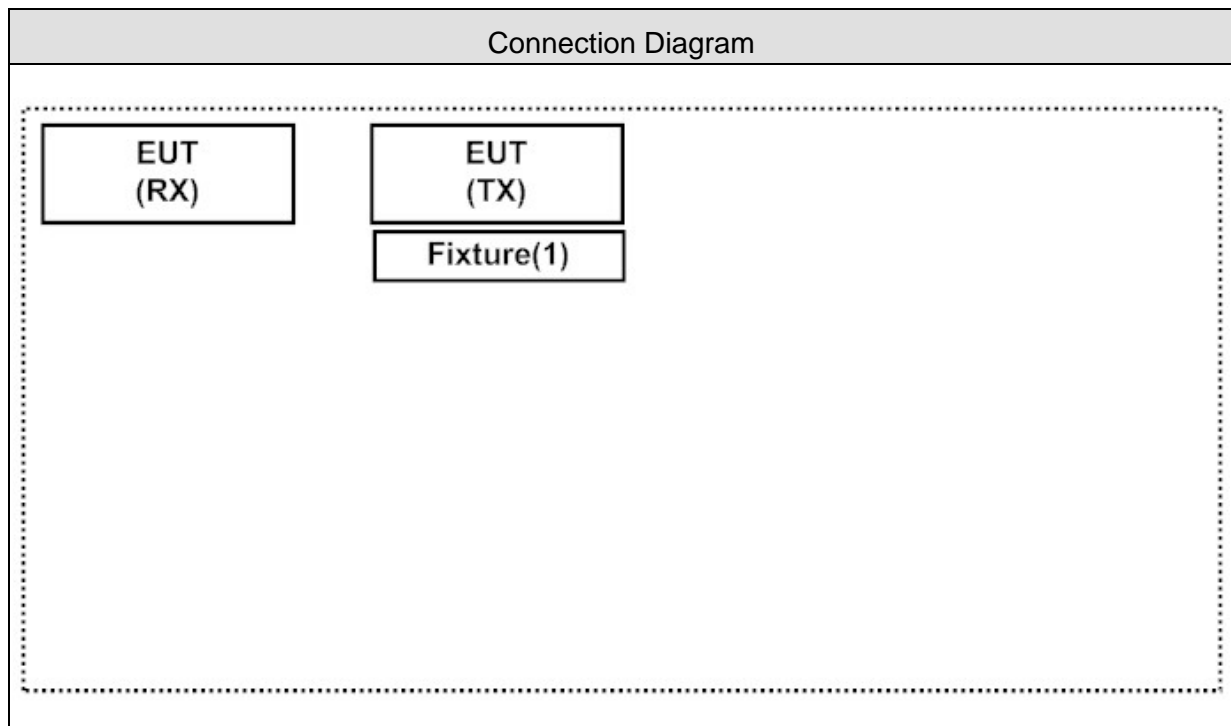 Connection Diagram
EUT
(RX)
EUT
(TX)
Fixture(1)